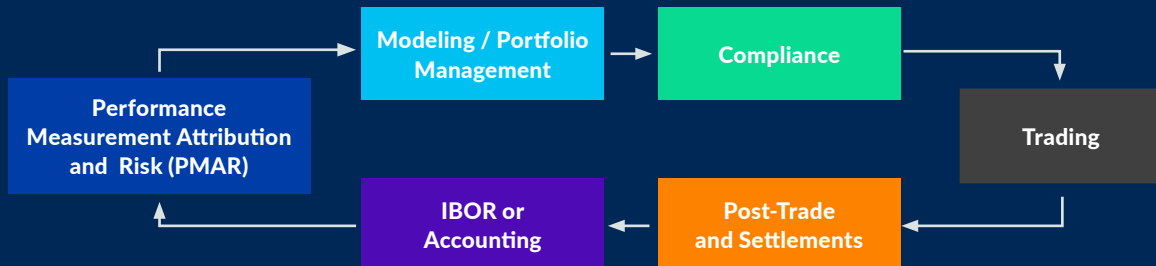 Modeling / Portfolio
Management
Compliance
Performance
Measurement Attribution
and Risk (PMAR)
Trading
IBOR or
Accounting
Post-Trade
and Settlements